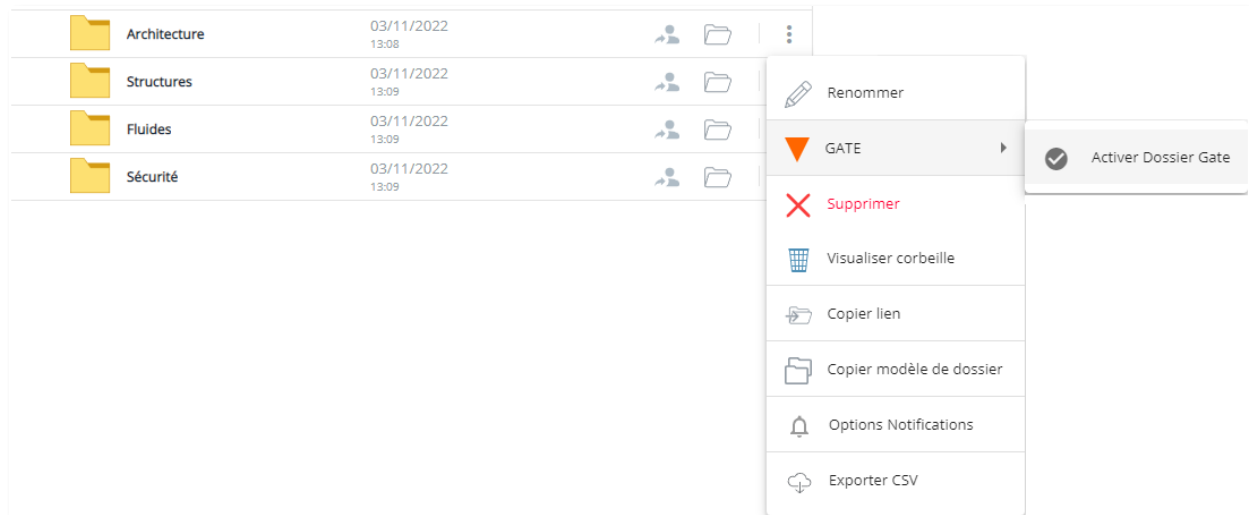 Architecture
03/11/2022
13:08
Structures
03/11/2022
13:09
Fluides
03/11/2022
13:09
Sécurité
03/11/2022
13:09
Renommer
GATE
Activer Dossier Gate
Supprimer
Visualiser corbeille
Copier lien
Copier modèle de dossier
Options Notifications
Exporter CSV